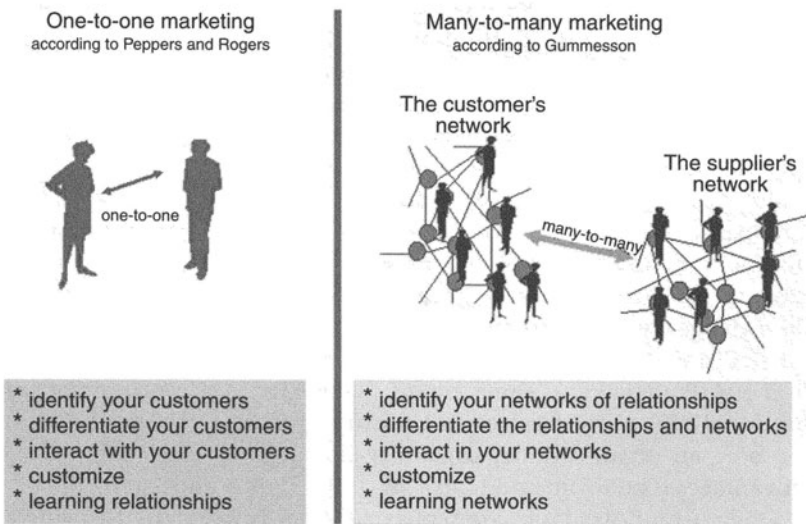 One-to-one marketing
according to Peppers and Rogers
one-to-one
* identify your customers
* differentiate your customers
* interact with your customers
* customize
* learning relationships
Many-to-many marketing
according to Gummesson
The customer's
network
The supplier's
network
many-to-many
* identify your networks of relationships
* differentiate the relationships and networks
* interact in your networks
* customize
* learning networks